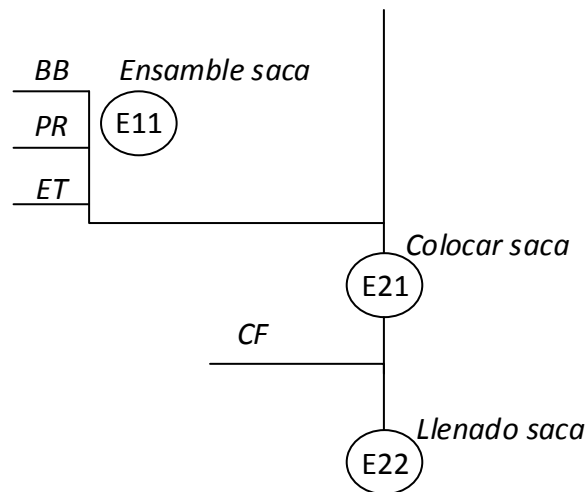 BB
Ensamble saca
E11
PR
ET
Colocar saca
E21
CF
Llenado saca
E22